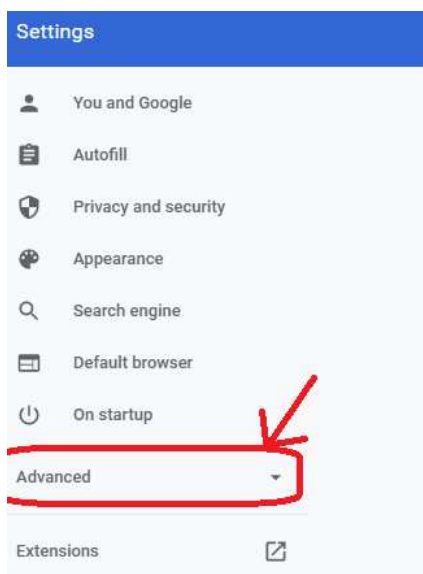 Settings
You and Google
Autofill
Privacy and security
Appearance
Search engine
Default browser
On startup
Advanced
Extensions